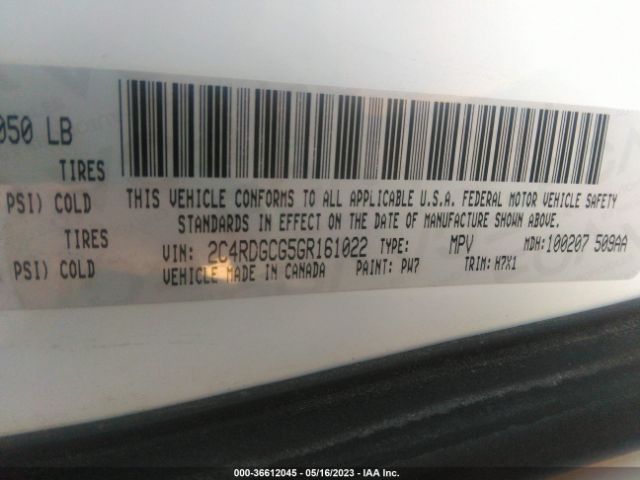 050 LB
TIRES
PSI) COLD
TIRES
PSI) COLD
THIS VEHICLE CONFORMS TO ALL APPLICABLE U.S.A. FEDERAL MOTOR VEHICLE SAFETY
STANDARDS IN EFFECT ON THE DATE OF MANUFACTURE SHOWN ABOVE.
VIN: 2C4RDGCG5GR161022 TYPE: MPV MDH: 100207 509AA
VEHICLE MADE IN CANADA PAINT: PW7 TRIM: H7X1
000-36612045 - 05/16/2023 - IAA Inc.